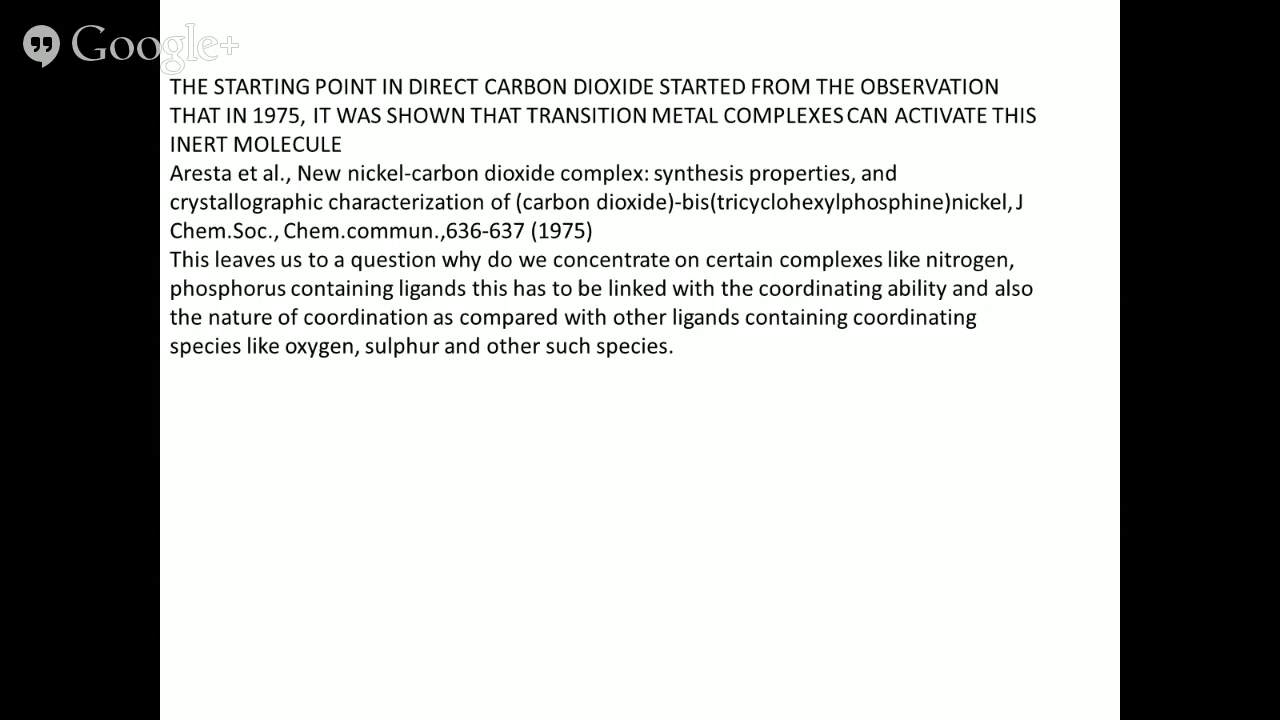 Google+
THE STARTING POINT IN DIRECT CARBON DIOXIDE STARTED FROM THE OBSERVATION
THAT IN 1975, IT WAS SHOWN THAT TRANSITION METAL COMPLEXES CAN ACTIVATE THIS
INERT MOLECULE
Aresta et al., New nickel-carbon dioxide complex: synthesis properties, and
crystallographic characterization of (carbon dioxide)-bis(tricyclohexylphosphine)nickel, J
Chem.Soc., Chem.commun.,636-637 (1975)
This leaves us to a question why do we concentrate on certain complexes like nitrogen,
phosphorus containing ligands this has to be linked with the coordinating ability and also
the nature of coordination as compared with other ligands containing coordinating
species like oxygen, sulphur and other such species.